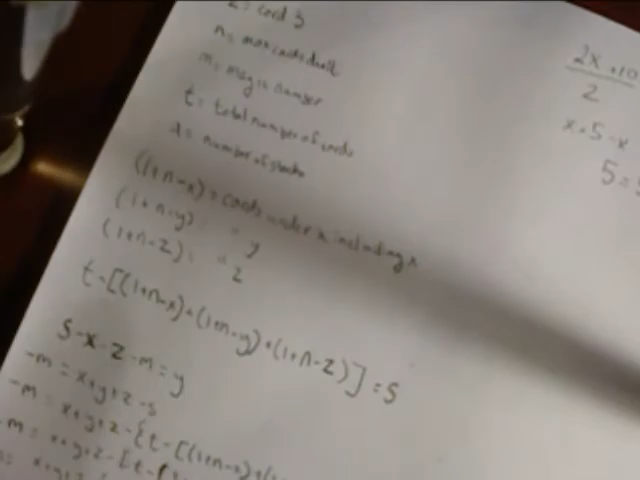 Z = card 3
n = max cards dealt
m = magic number
t = total number of cards
= number of stacks
(1+n-x) = cards under x including x
(1+n-y) = " y
(1+n-z) = " z
t-[(1+n-x)+(1+n-y)+(1+n-z)] = s
s-x-z-m=y
-m = x+y+z-s
-m = x+y+z-[t-[(1+n-x)+(1+n
-m = x+y+z-[t-
x+y+z-
2x+10
2
x+5-x
5=